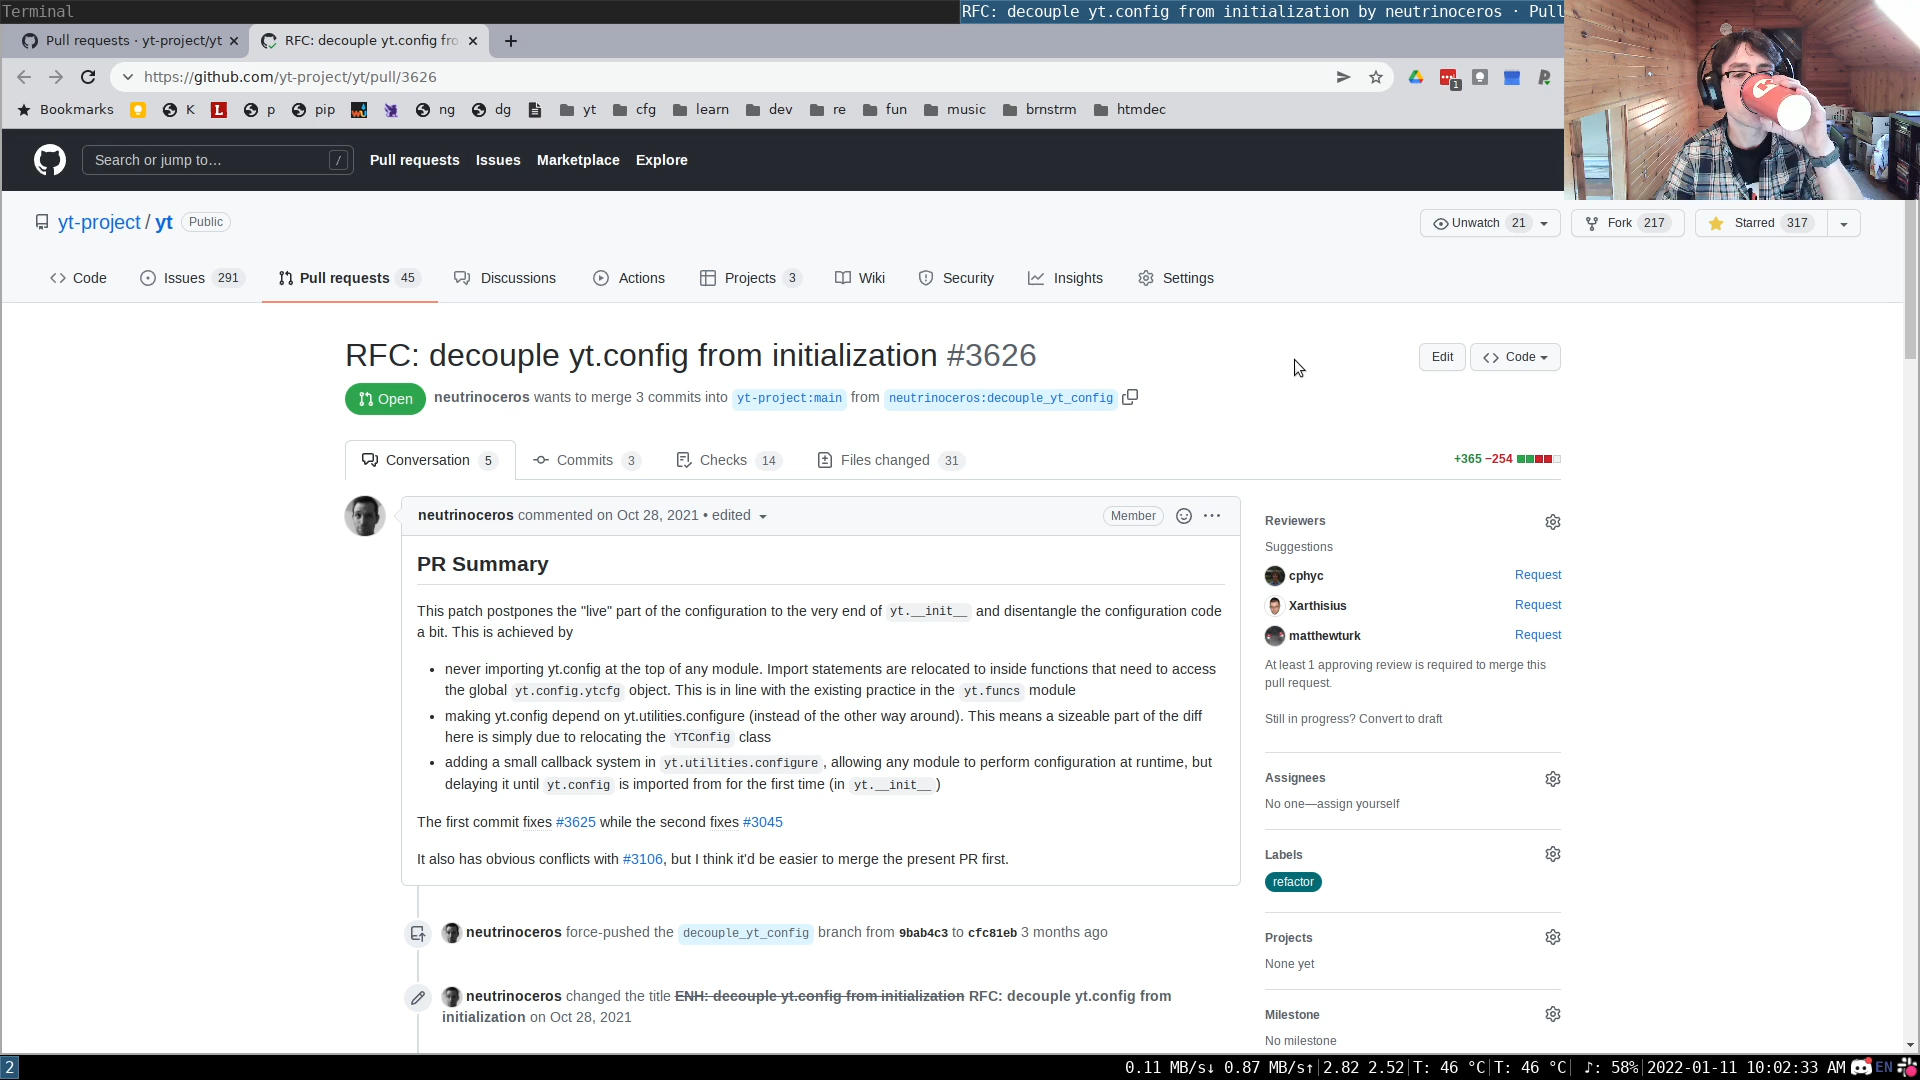 Terminal
RFC: decouple yt.config from initialization by neutrinoceros · Pull
Pull requests · yt-project/yt
RFC: decouple yt.config fro
https://github.com/yt-project/yt/pull/3626
1
Bookmarks K L p pip ng dg yt cfg learn dev re fun music brnstrm htmdec
Search or jump to… /
Pull requests Issues Marketplace Explore
yt-project / yt Public
Unwatch 21 Fork 217 Starred 317
Code Issues 291 Pull requests 45 Discussions Actions Projects 3 Wiki Security Insights Settings
RFC: decouple yt.config from initialization #3626
Edit Code
Open neutrinoceros wants to merge 3 commits into yt-project:main from neutrinoceros:decouple_yt_config
Conversation 5 Commits 3 Checks 14 Files changed 31
+365 −254
neutrinoceros commented on Oct 28, 2021 • edited
Member
PR Summary
This patch postpones the "live" part of the configuration to the very end of yt.__init__ and disentangle the configuration code
a bit. This is achieved by
• never importing yt.config at the top of any module. Import statements are relocated to inside functions that need to access
the global yt.config.ytcfg object. This is in line with the existing practice in the yt.funcs module
• making yt.config depend on yt.utilities.configure (instead of the other way around). This means a sizeable part of the diff
here is simply due to relocating the YTConfig class
• adding a small callback system in yt.utilities.configure, allowing any module to perform configuration at runtime, but
delaying it until yt.config is imported from for the first time (in yt.__init__)
The first commit fixes #3625 while the second fixes #3045
It also has obvious conflicts with #3106, but I think it'd be easier to merge the present PR first.
neutrinoceros force-pushed the decouple_yt_config branch from 9bab4c3 to cfc81eb 3 months ago
neutrinoceros changed the title ENH: decouple yt.config from initialization RFC: decouple yt.config from
initialization on Oct 28, 2021
Reviewers
Suggestions
cphyc Request
Xarthisius Request
matthewturk Request
At least 1 approving review is required to merge this
pull request.
Still in progress? Convert to draft
Assignees
No one—assign yourself
Labels
refactor
Projects
None yet
Milestone
No milestone
2
0.11 MB/s↓ 0.87 MB/s↑|2.82 2.52|T: 46 °C|T: 46 °C| ♪: 58%|2022-01-11 10:02:33 AM EN